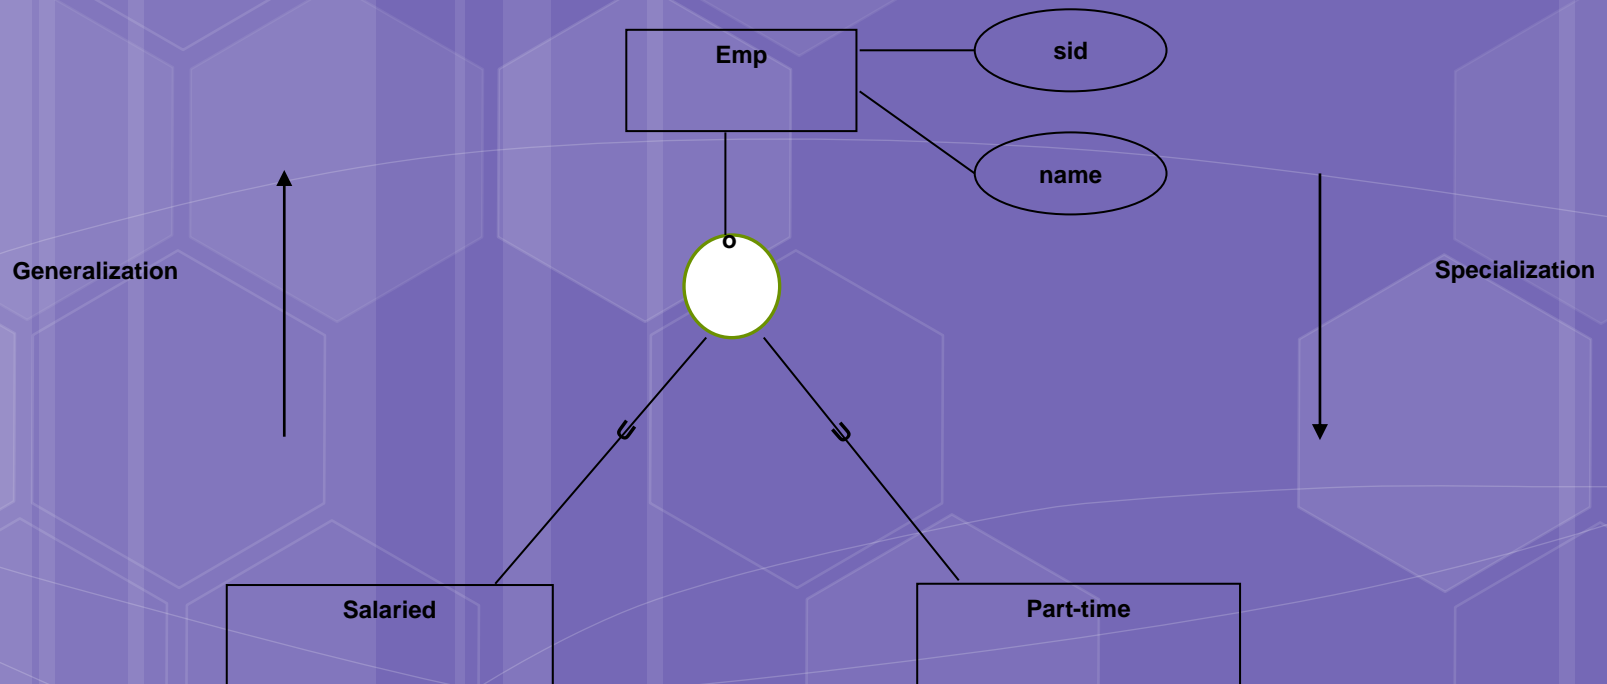 Emp
sid
name
o
Generalization
Specialization
U
U
Salaried
Part-time